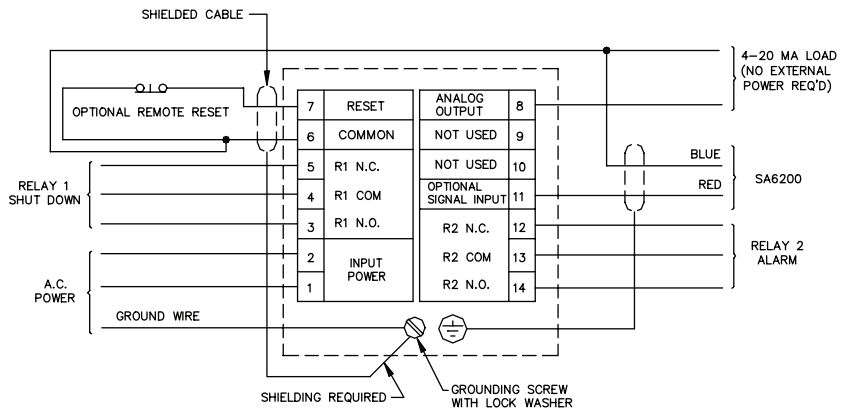 SHIELDED CABLE
4–20 MA LOAD
(NO EXTERNAL
POWER REQ'D)
OPTIONAL REMOTE RESET
7 RESET
ANALOG
OUTPUT 8
6 COMMON
NOT USED 9
5 R1 N.C.
NOT USED 10
4 R1 COM
OPTIONAL
SIGNAL INPUT 11
3 R1 N.O.
R2 N.C. 12
2
INPUT
POWER
1
R2 COM 13
R2 N.O. 14
BLUE
RED
SA6200
RELAY 1
SHUT DOWN
RELAY 2
ALARM
A.C.
POWER
GROUND WIRE
SHIELDING REQUIRED
GROUNDING SCREW
WITH LOCK WASHER